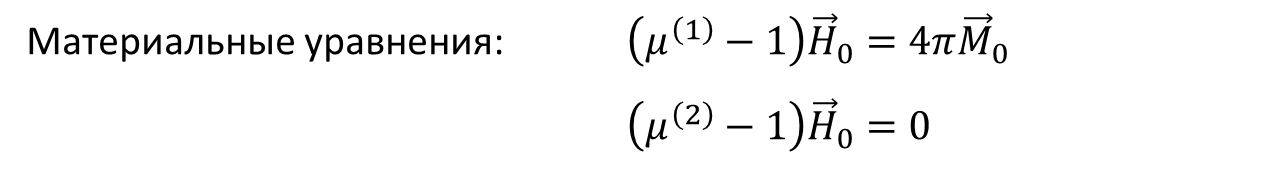 Материальные уравнения: (μ⁽¹⁾ − 1)H⃗₀ = 4πM⃗₀
(μ⁽²⁾ − 1)H⃗₀ = 0